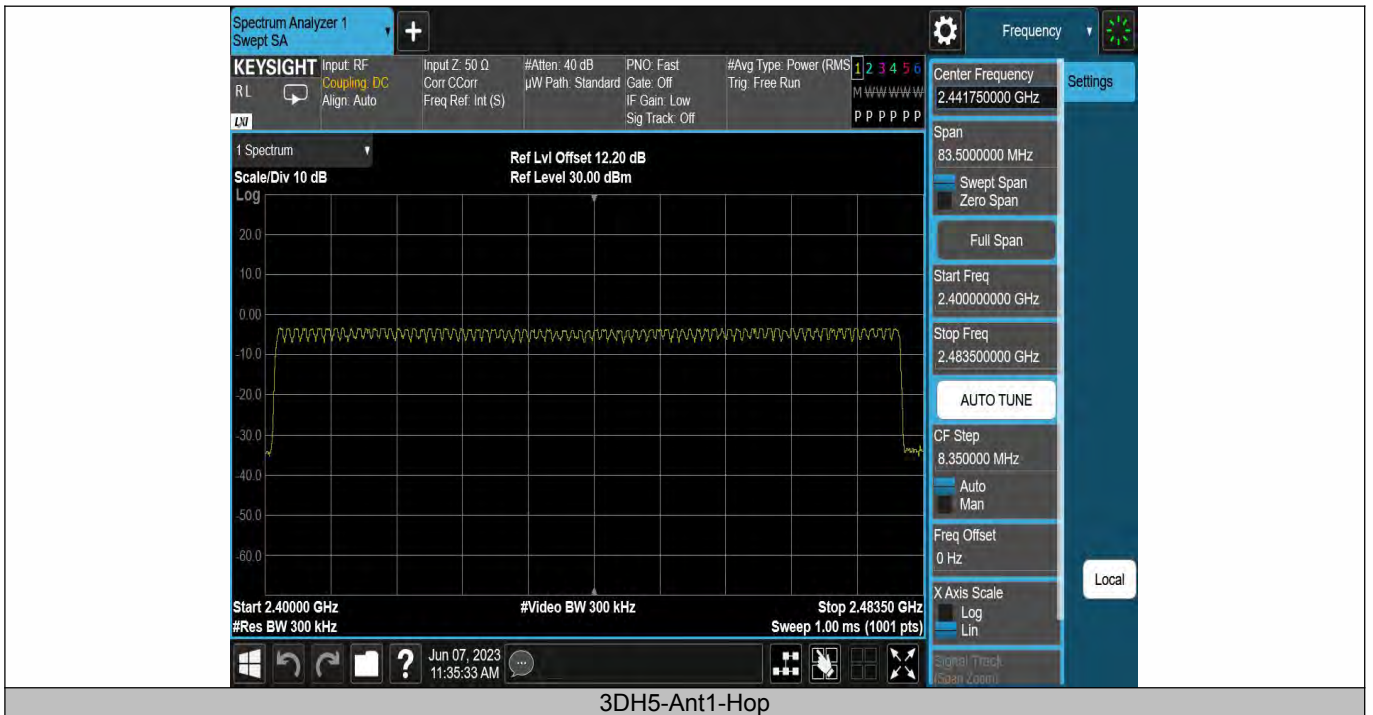 Spectrum Analyzer 1
Swept SA
+
Frequency
KEYSIGHT
RL
LXI
Input: RF
Coupling: DC
Align: Auto
Input Z: 50 Ω
Corr CCorr
Freq Ref: Int (S)
#Atten: 40 dB
µW Path: Standard
PNO: Fast
Gate: Off
IF Gain: Low
Sig Track: Off
#Avg Type: Power (RMS
Trig: Free Run
1 2 3 4 5 6
M W W W W W
P P P P P P
1 Spectrum
Scale/Div 10 dB
Ref Lvl Offset 12.20 dB
Ref Level 30.00 dBm
Log
20.0
10.0
0.00
-10.0
-20.0
-30.0
-40.0
-50.0
-60.0
Start 2.40000 GHz
#Video BW 300 kHz
Stop 2.48350 GHz
#Res BW 300 kHz
Sweep 1.00 ms (1001 pts)
Jun 07, 2023
11:35:33 AM
?
Center Frequency
2.441750000 GHz
Settings
Span
83.5000000 MHz
Swept Span
Zero Span
Full Span
Start Freq
2.400000000 GHz
Stop Freq
2.483500000 GHz
AUTO TUNE
CF Step
8.350000 MHz
Auto
Man
Freq Offset
0 Hz
X Axis Scale
Log
Lin
Local
Signal Track
(Span Zoom)
3DH5-Ant1-Hop